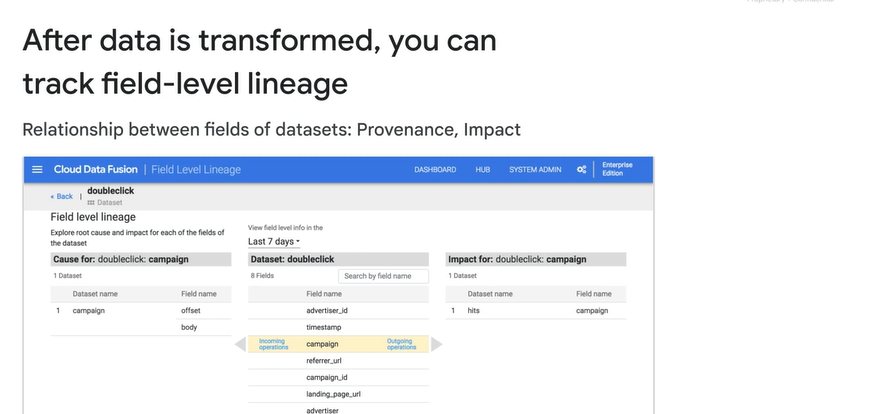 After data is transformed, you can
track field-level lineage
Relationship between fields of datasets: Provenance, Impact
Cloud Data Fusion | Field Level Lineage
DASHBOARD HUB SYSTEM ADMIN Enterprise
Edition
« Back | doubleclick
Dataset
Field level lineage
Explore root cause and impact for each of the fields of
the dataset
View field level info in the
Last 7 days
Cause for: doubleclick: campaign
1 Dataset
Dataset name Field name
1 campaign offset
body
Dataset: doubleclick
8 Fields Search by field name
Field name
advertiser_id
timestamp
Incoming
operations
campaign
Outgoing
operations
referrer_url
campaign_id
landing_page_url
advertiser
Impact for: doubleclick: campaign
1 Dataset
Dataset name Field name
1 hits campaign